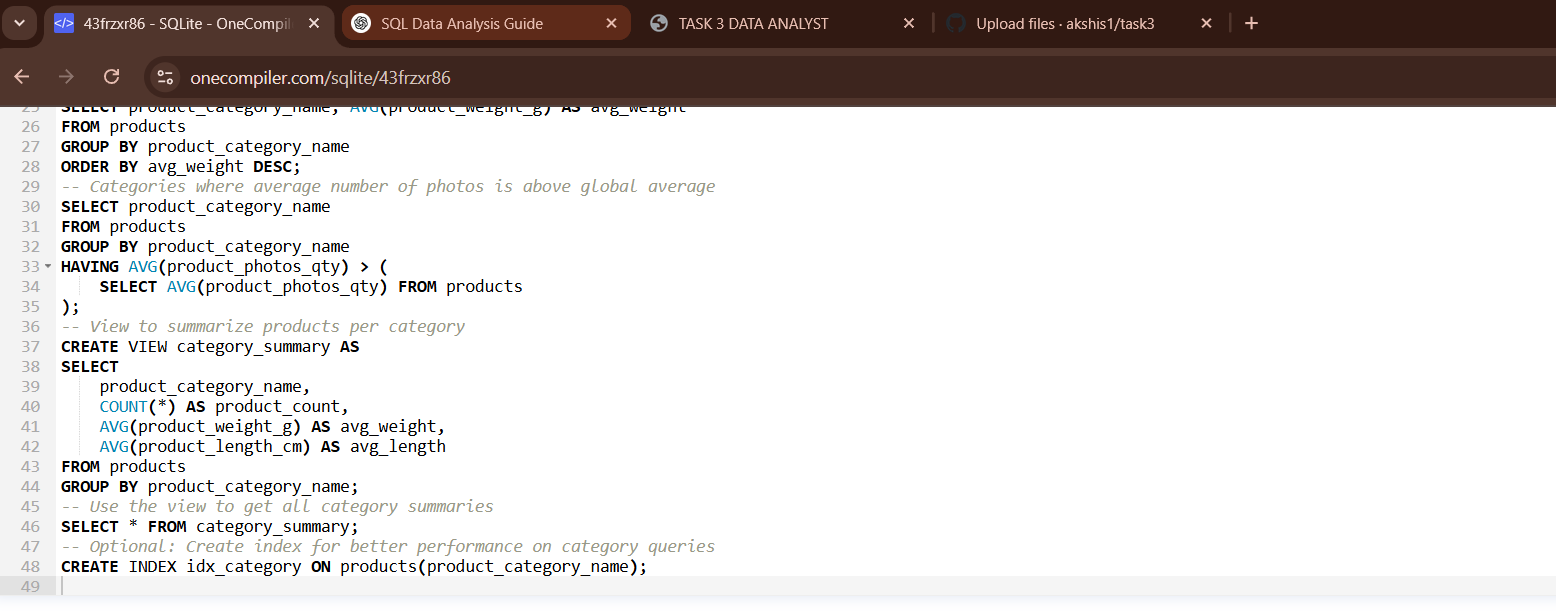 43frzxr86 - SQLite - OneCompil
SQL Data Analysis Guide
TASK 3 DATA ANALYST
Upload files · akshis1/task3
onecompiler.com/sqlite/43frzxr86
25 SELECT product_category_name, AVG(product_weight_g) AS avg_weight
26 FROM products
27 GROUP BY product_category_name
28 ORDER BY avg_weight DESC;
29 -- Categories where average number of photos is above global average
30 SELECT product_category_name
31 FROM products
32 GROUP BY product_category_name
33 HAVING AVG(product_photos_qty) > (
34 SELECT AVG(product_photos_qty) FROM products
35 );
36 -- View to summarize products per category
37 CREATE VIEW category_summary AS
38 SELECT
39 product_category_name,
40 COUNT(*) AS product_count,
41 AVG(product_weight_g) AS avg_weight,
42 AVG(product_length_cm) AS avg_length
43 FROM products
44 GROUP BY product_category_name;
45 -- Use the view to get all category summaries
46 SELECT * FROM category_summary;
47 -- Optional: Create index for better performance on category queries
48 CREATE INDEX idx_category ON products(product_category_name);
49